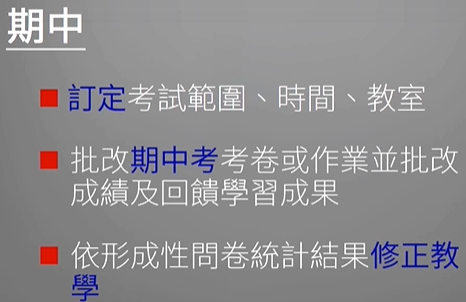 期中
訂定考試範圍、時間、教室
批改期中考考卷或作業並批改
成績及回饋學習成果
依形成性問卷統計結果修正教
學